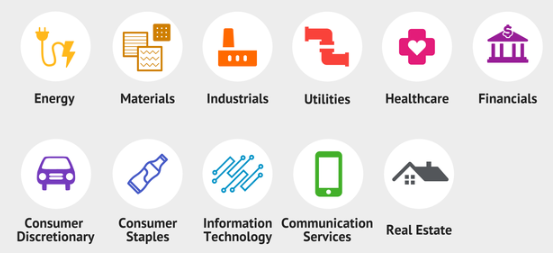 Energy
Materials
Industrials
Utilities
Healthcare
Financials
$
Consumer
Discretionary
Consumer
Staples
Information
Technology
Communication
Services
Real Estate